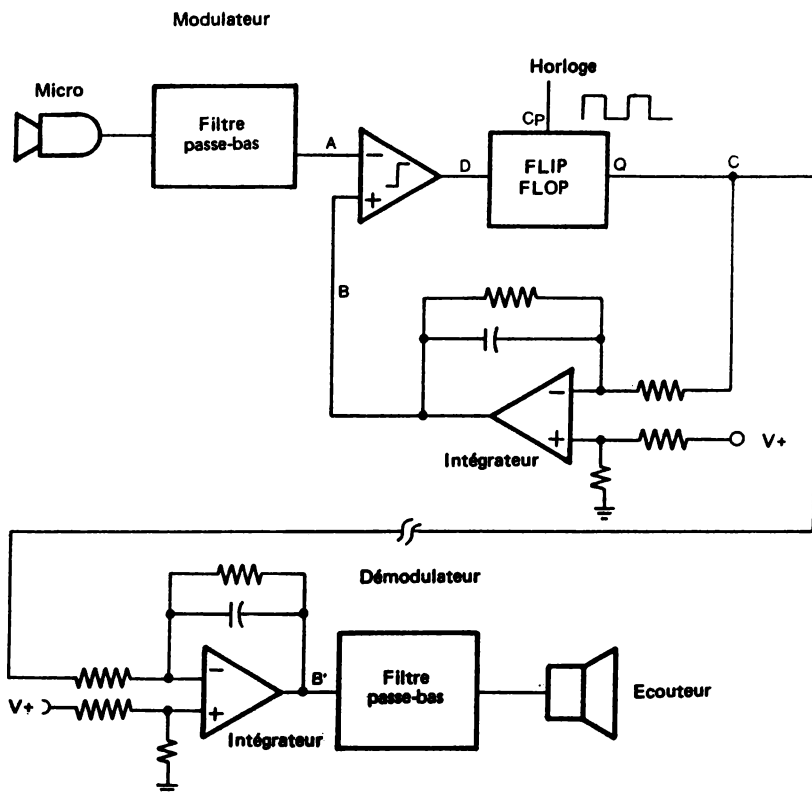 Modulateur
Micro
Horloge
Filtre
passe-bas
A
CP
D
FLIP
FLOP
Q
C
B
Intégrateur
V+
Démodulateur
B'
Filtre
passe-bas
Ecouteur
V+
Intégrateur